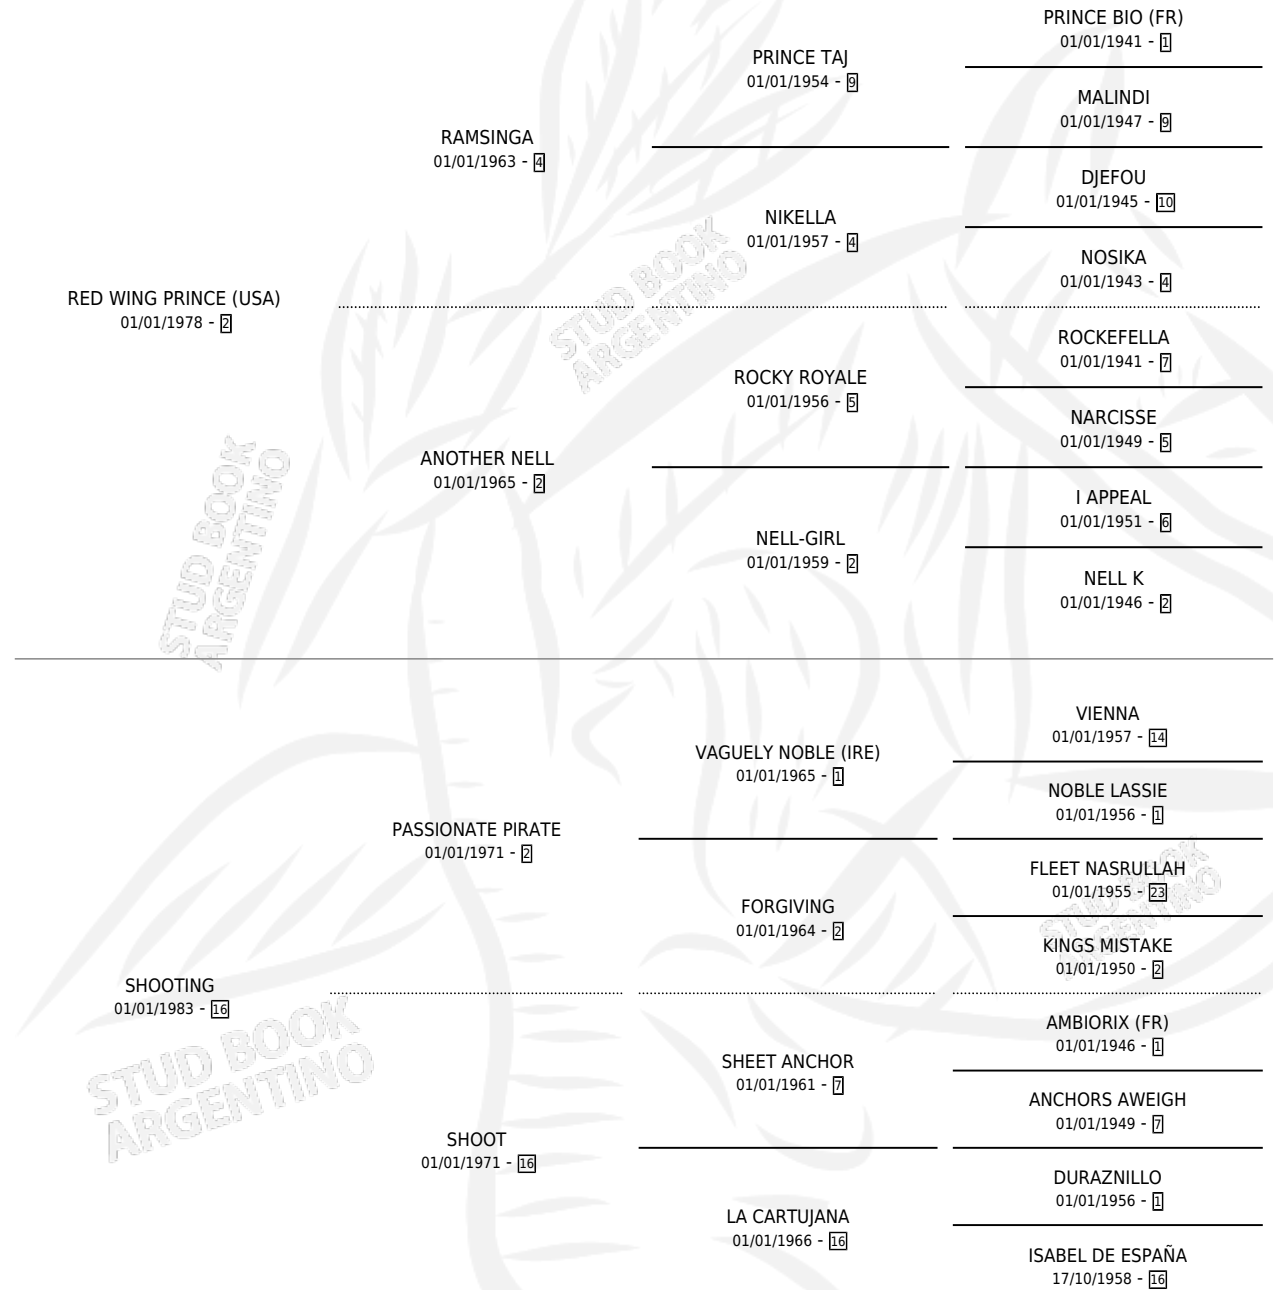 PRINCE BIO (FR)
01/01/1941 - 1
PRINCE TAJ
01/01/1954 - 9
MALINDI
01/01/1947 - 9
RAMSINGA
01/01/1963 - 4
DJEFOU
01/01/1945 - 10
NIKELLA
01/01/1957 - 4
NOSIKA
01/01/1943 - 4
RED WING PRINCE (USA)
01/01/1978 - 2
ROCKEFELLA
01/01/1941 - 7
ROCKY ROYALE
01/01/1956 - 5
NARCISSE
01/01/1949 - 5
ANOTHER NELL
01/01/1965 - 2
I APPEAL
01/01/1951 - 6
NELL-GIRL
01/01/1959 - 2
NELL K
01/01/1946 - 2
VIENNA
01/01/1957 - 14
VAGUELY NOBLE (IRE)
01/01/1965 - 1
NOBLE LASSIE
01/01/1956 - 1
PASSIONATE PIRATE
01/01/1971 - 2
FLEET NASRULLAH
01/01/1955 - 23
FORGIVING
01/01/1964 - 2
KINGS MISTAKE
01/01/1950 - 2
SHOOTING
01/01/1983 - 16
AMBIORIX (FR)
01/01/1946 - 1
SHEET ANCHOR
01/01/1961 - 7
ANCHORS AWEIGH
01/01/1949 - 7
SHOOT
01/01/1971 - 16
DURAZNILLO
01/01/1956 - 1
LA CARTUJANA
01/01/1966 - 16
ISABEL DE ESPAÑA
17/10/1958 - 16
STUD BOOK
ARGENTINO
STUD BOOK
ARGENTINO
STUD BOOK
ARGENTINO
STUD BOOK
ARGENTINO